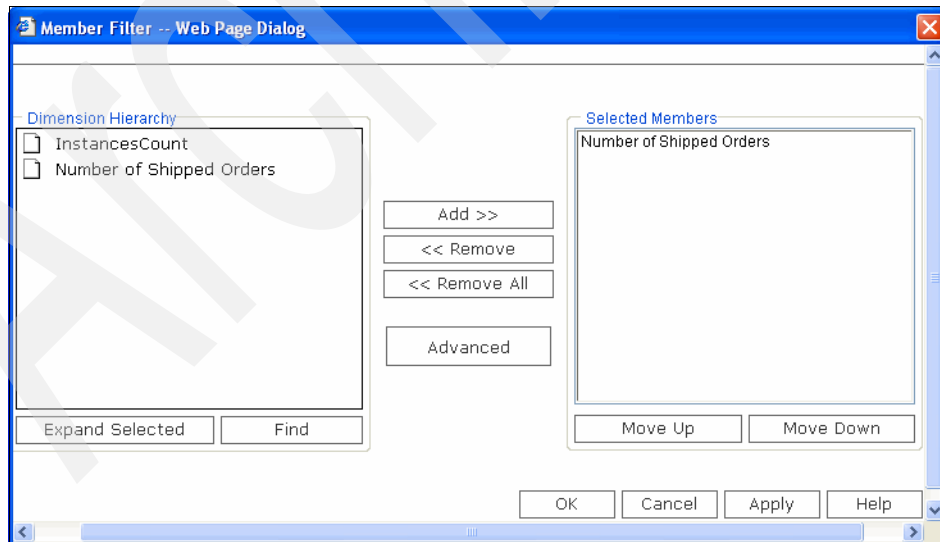 Member Filter -- Web Page Dialog
Dimension Hierarchy
InstancesCount
Number of Shipped Orders
Add >>
<< Remove
<< Remove All
Advanced
Selected Members
Number of Shipped Orders
Expand Selected
Find
Move Up
Move Down
OK
Cancel
Apply
Help